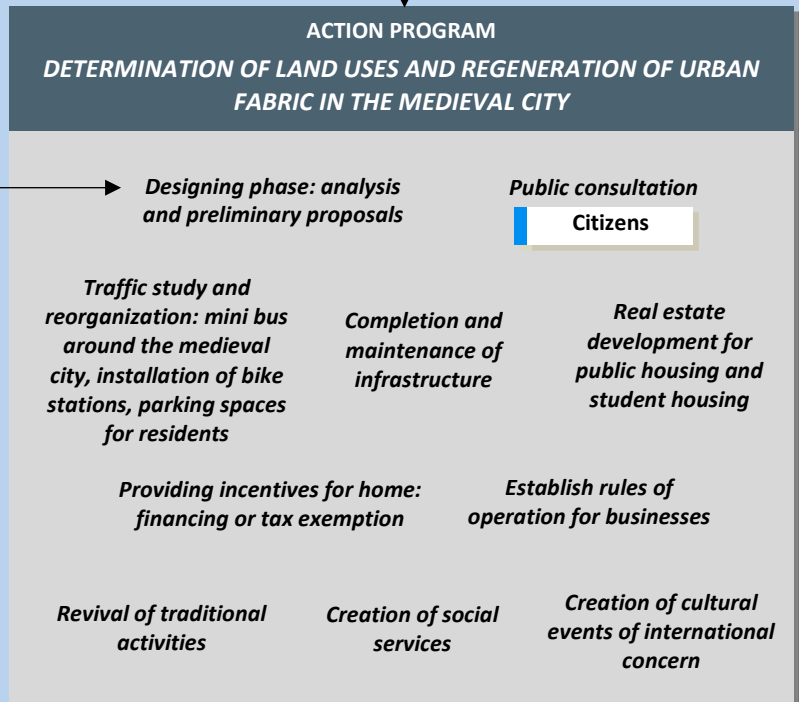 ACTION PROGRAM
DETERMINATION OF LAND USES AND REGENERATION OF URBAN
FABRIC IN THE MEDIEVAL CITY
Designing phase: analysis
and preliminary proposals
Public consultation
Citizens
Traffic study and
reorganization: mini bus
around the medieval
city, installation of bike
stations, parking spaces
for residents
Completion and
maintenance of
infrastructure
Real estate
development for
public housing and
student housing
Providing incentives for home:
financing or tax exemption
Establish rules of
operation for businesses
Revival of traditional
activities
Creation of social
services
Creation of cultural
events of international
concern